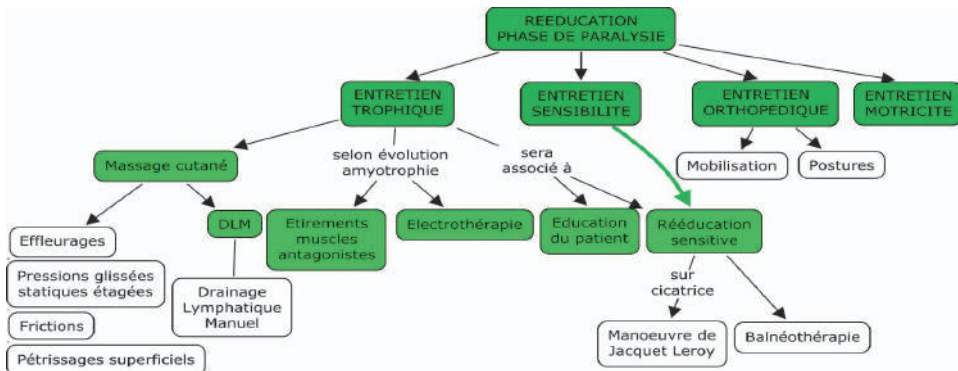 REEDUCATION
PHASE DE PARALYSIE
ENTRETIEN
TROPHIQUE
ENTRETIEN
SENSIBILITE
ENTRETIEN
ORTHOPEDIQUE
ENTRETIEN
MOTRICITE
Massage cutané
selon évolution
amyotrophie
sera
associé à
Mobilisation
Postures
Effleurages
DLM
Etirements
muscles
antagonistes
Electrothérapie
Education
du patient
Rééducation
sensitive
Pressions glissées
statiques étagées
Drainage
Lymphatique
Manuel
sur
cicatrice
Frictions
Pétrissages superficiels
Manoeuvre de
Jacquet Leroy
Balnéothérapie